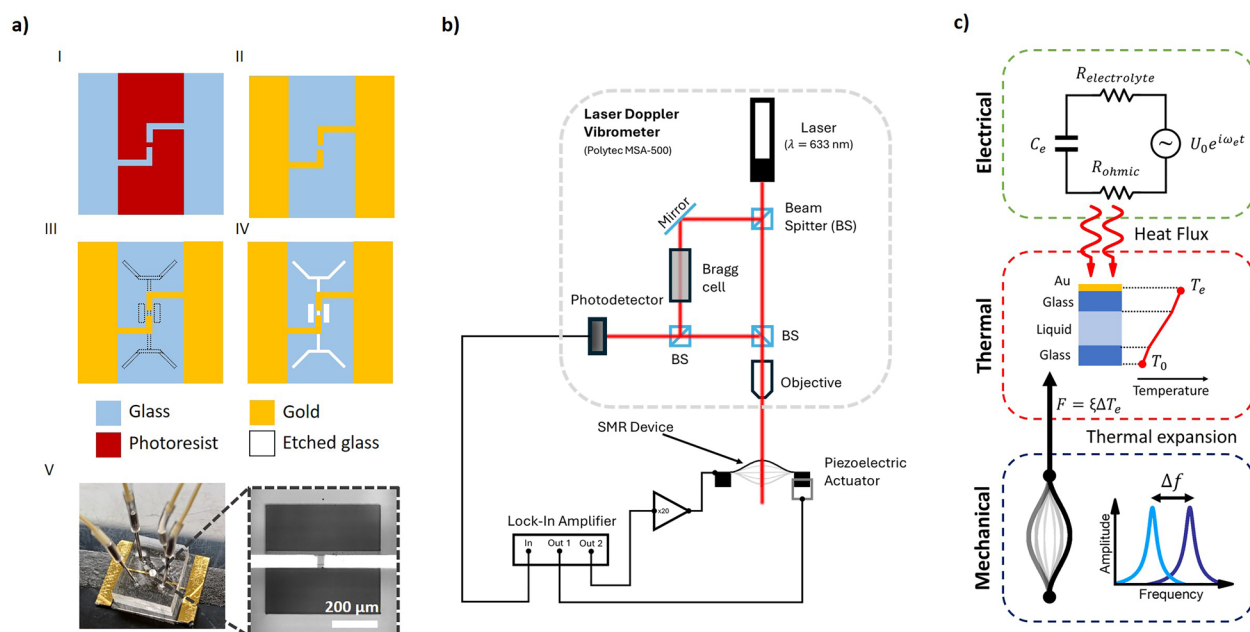 a)
I
II
III
IV
Glass
Gold
Photoresist
Etched glass
V
200 µm
b)
Laser Doppler
Vibrometer
(Polytec MSA-500)
Laser
(λ = 633 nm)
Mirror
Beam
Spitter (BS)
Bragg
cell
Photodetector
BS
BS
Objective
SMR Device
Piezoelectric
Actuator
x20
Lock-In Amplifier
In
Out 1
Out 2
c)
Electrical
R_electrolyte
C_e
U_0e^{iω_et}
R_ohmic
Heat Flux
Thermal
Au
Glass
Liquid
Glass
T_e
T_0
Temperature
F = ξΔT_e
Thermal expansion
Mechanical
Δf
Amplitude
Frequency